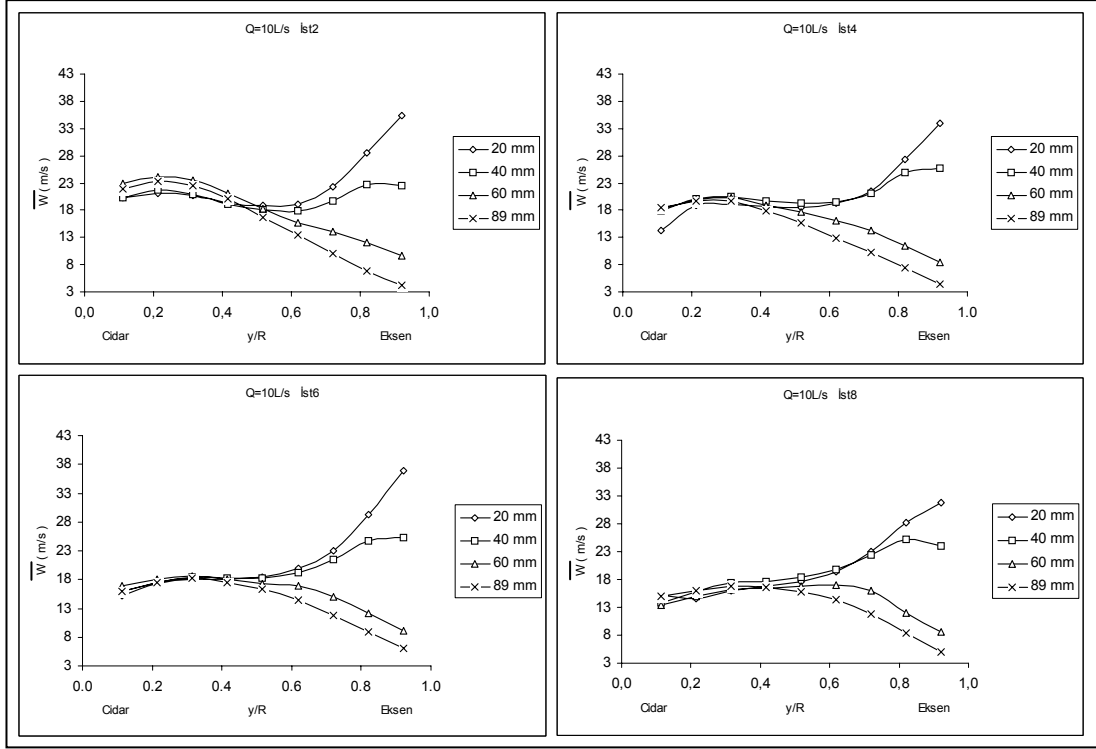 Q=10L/s İst2
43
38
33
28
23
18
13
8
3
W ( m/s )
0,0 0,2 0,4 0,6 0,8 1,0
Cidar y/R Eksen
20 mm
40 mm
60 mm
89 mm
Q=10L/s İst4
43
38
33
28
23
18
13
8
3
W ( m/s )
0.0 0.2 0.4 0.6 0.8 1.0
Cidar y/R Eksen
20 mm
40 mm
60 mm
89 mm
Q=10L/s İst6
43
38
33
28
23
18
13
8
3
W ( m/s )
0.0 0.2 0.4 0.6 0.8 1.0
Cidar y/R Eksen
20 mm
40 mm
60 mm
89 mm
Q=10L/s İst8
43
38
33
28
23
18
13
8
3
W ( m/s )
0,0 0,2 0,4 0,6 0,8 1,0
Cidar y/R Eksen
20 mm
40 mm
60 mm
89 mm